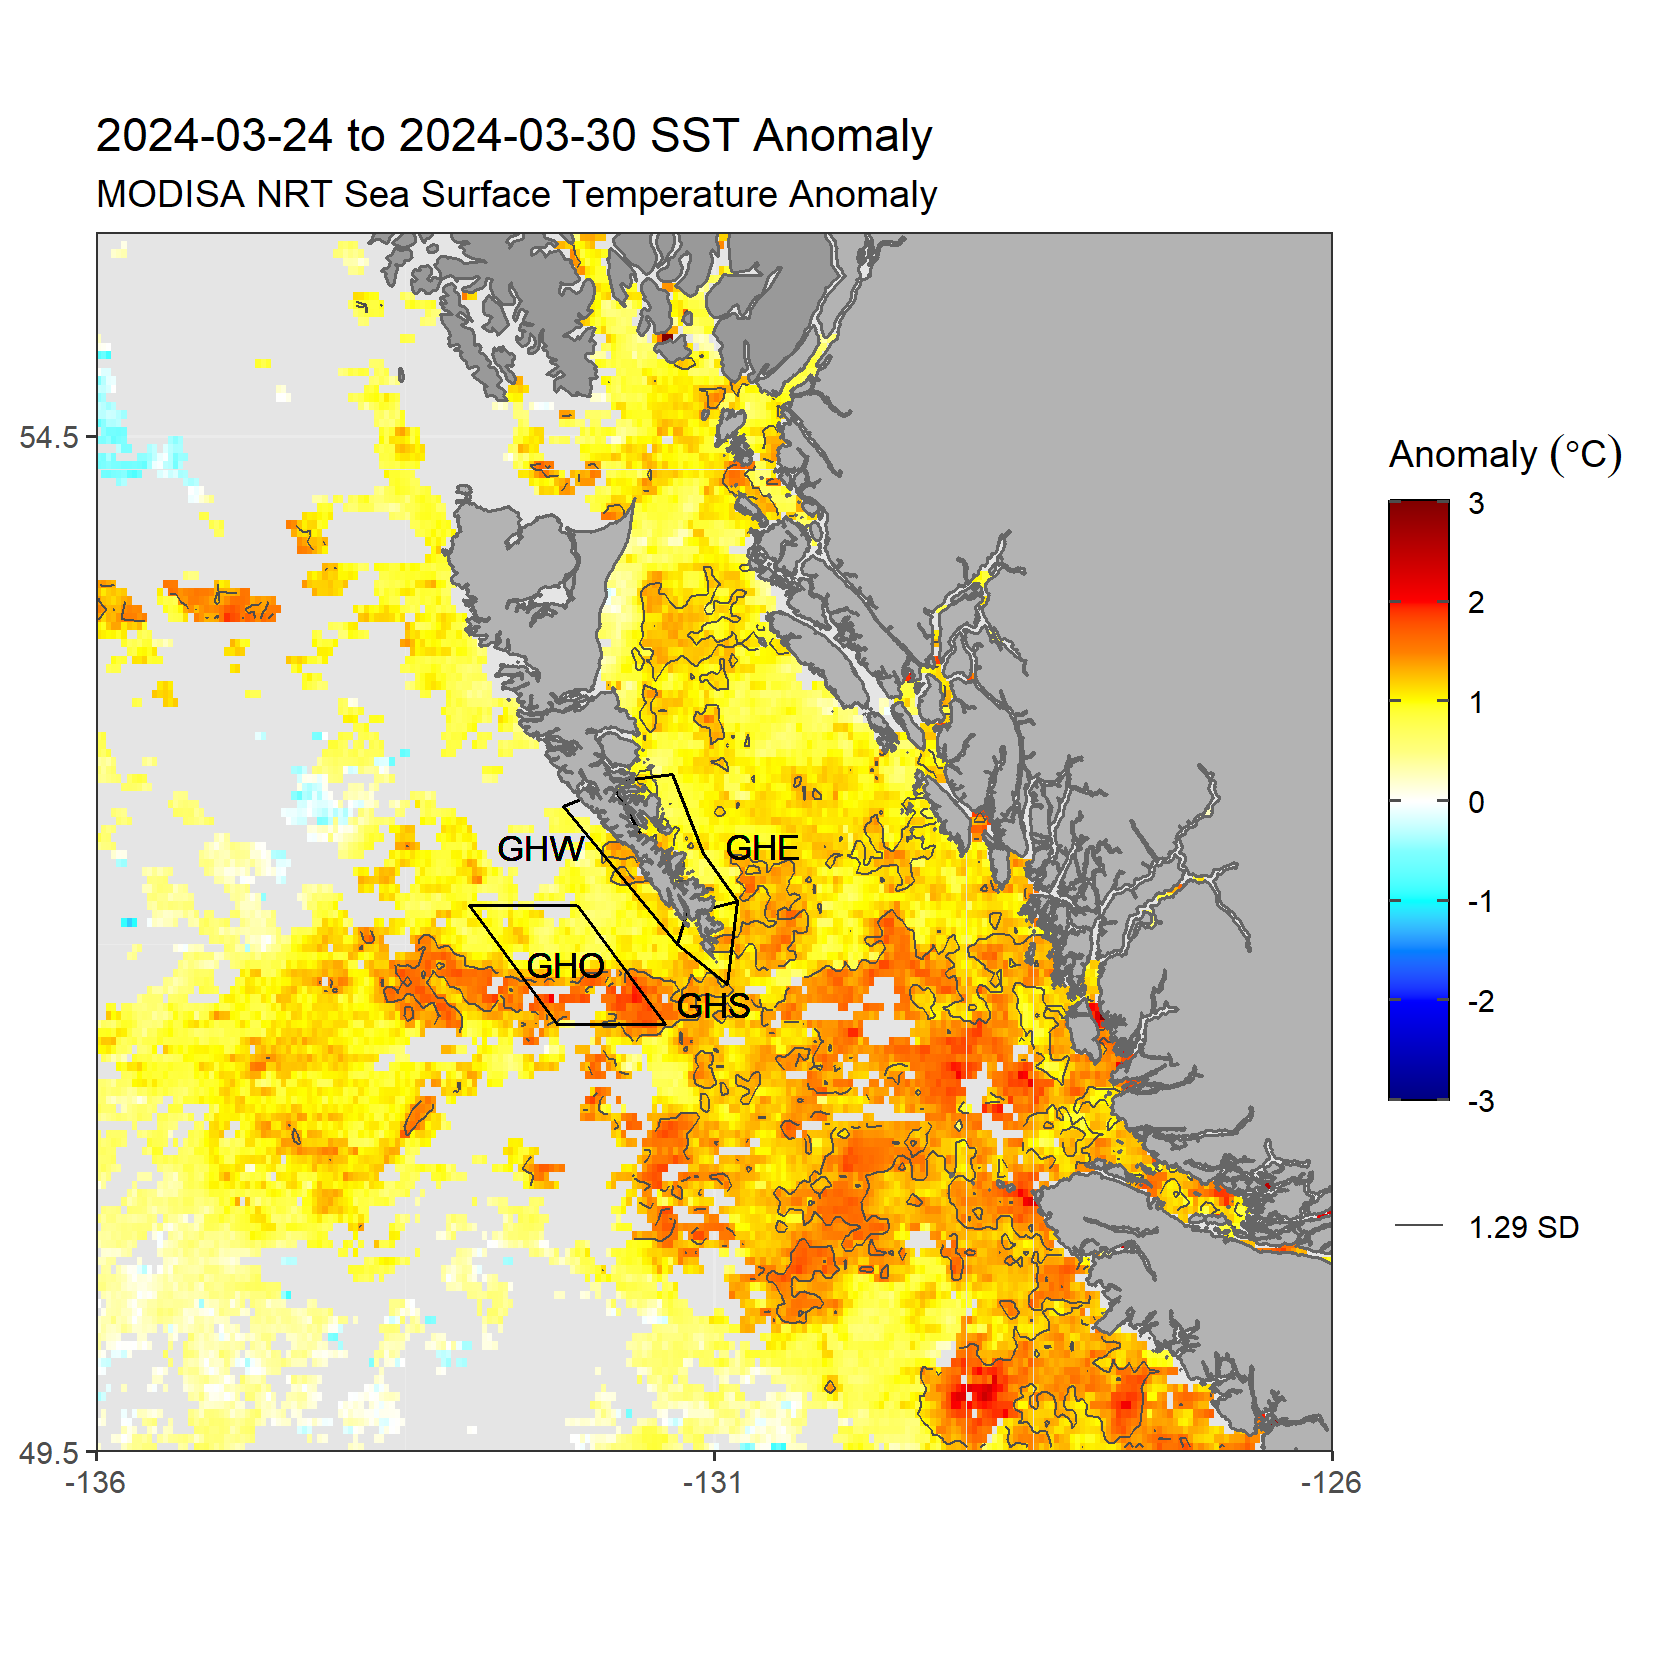 2024-03-24 to 2024-03-30 SST Anomaly
MODISA NRT Sea Surface Temperature Anomaly
54.5
49.5
-136
-131
-126
GHW
GHE
GHO
GHS
Anomaly (°C)
3
2
1
0
-1
-2
-3
1.29 SD